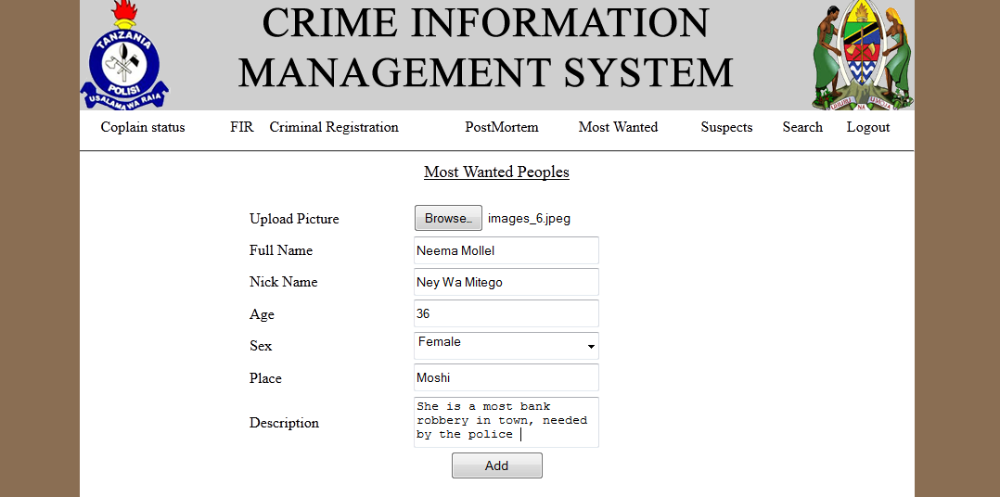 CRIME INFORMATION
MANAGEMENT SYSTEM
TANZANIA
POLISI
USALAMA WA RAIA
UHURU NA UMOJA
Coplain status FIR Criminal Registration PostMortem Most Wanted Suspects Search Logout
Most Wanted Peoples
Upload Picture Browse... images_6.jpeg
Full Name Neema Mollel
Nick Name Ney Wa Mitego
Age 36
Sex Female
Place Moshi
Description
She is a most bank
robbery in town, needed
by the police
Add